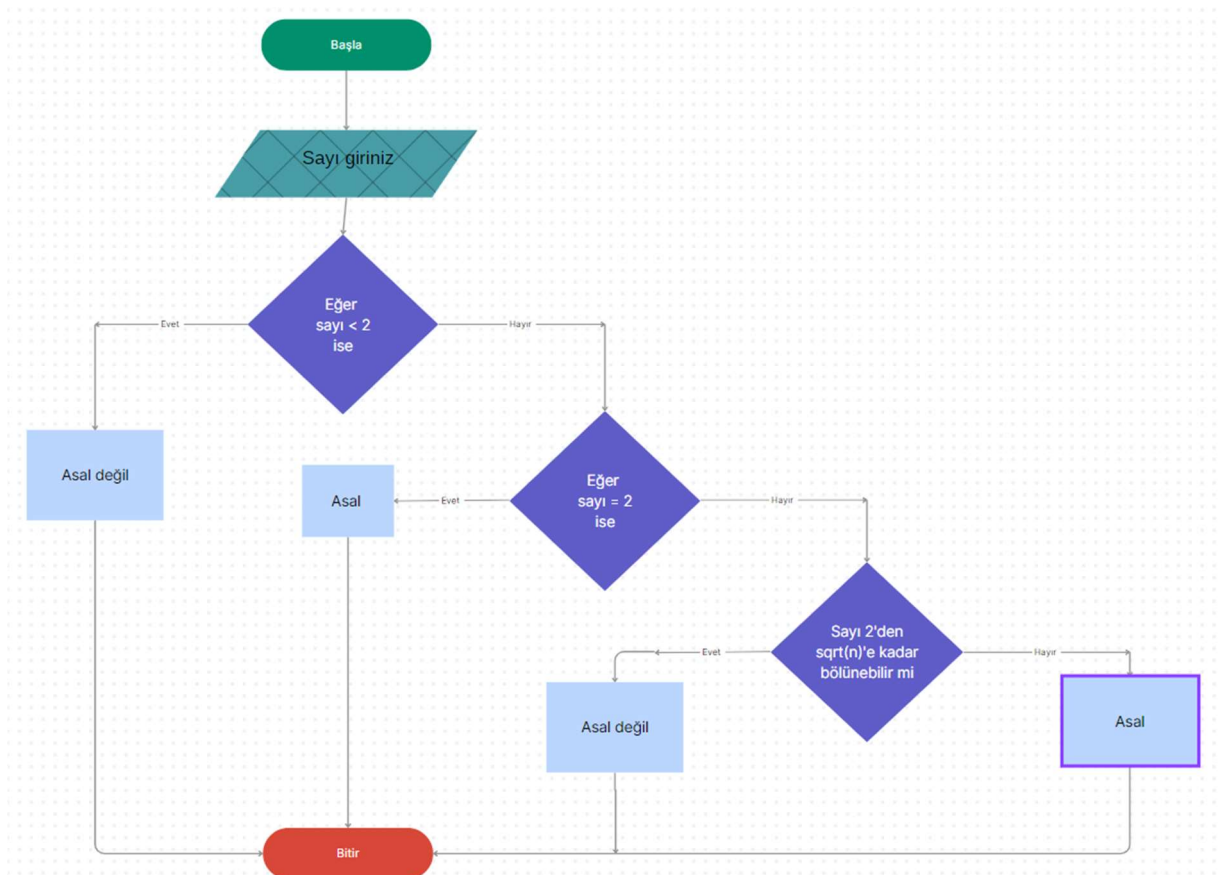 Başla
Sayı giriniz
Eğer
sayı < 2
ise
Evet
Hayır
Asal değil
Asal
Evet
Eğer
sayı = 2
ise
Hayır
Sayı 2'den
sqrt(n)'e kadar
bölünebilir mi
Evet
Hayır
Asal değil
Asal
Bitir